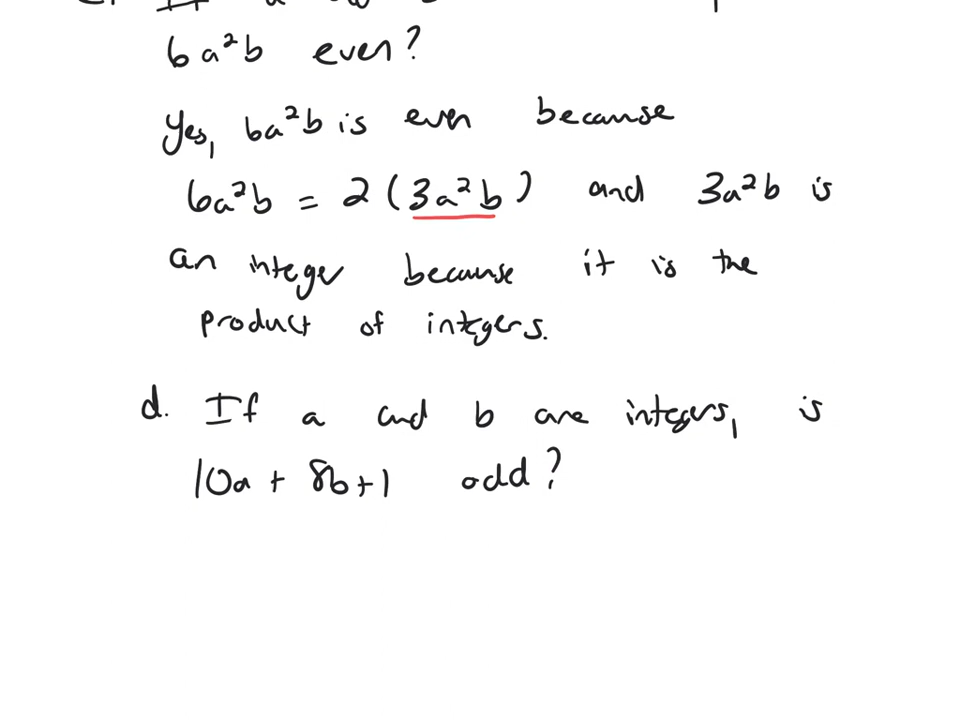 6a²b even?
Yes, 6a²b is even because
6a²b = 2(3a²b) and 3a²b is
an integer because it is the
product of integers.
d. If a and b are integers, is
10a + 8b+1 odd?